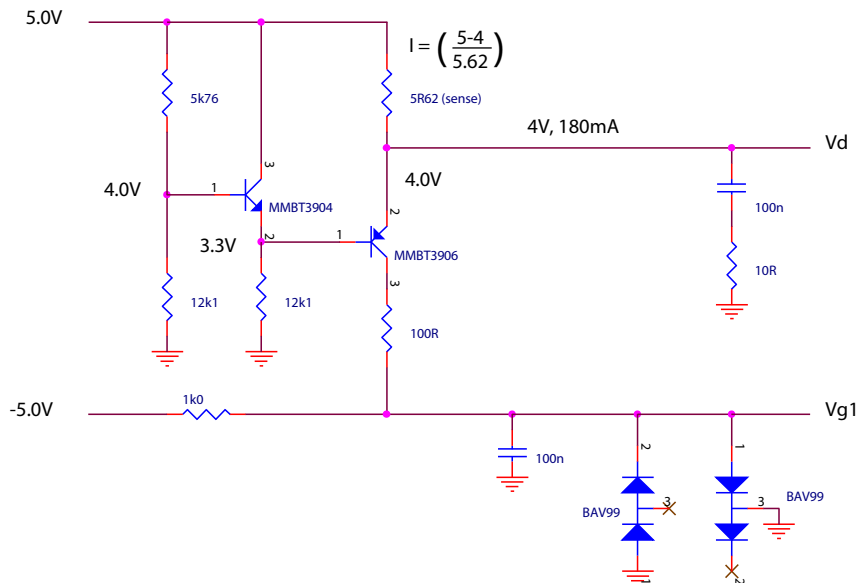 5.0V
I = ( 5-4 / 5.62 )
5k76
5R62 (sense)
4V, 180mA
Vd
3
4.0V
1
MMBT3904
4.0V
2
100n
3.3V
2
1
MMBT3906
3
10R
12k1
12k1
100R
1k0
-5.0V
Vg1
2
1
100n
3
BAV99
3
BAV99
1
2